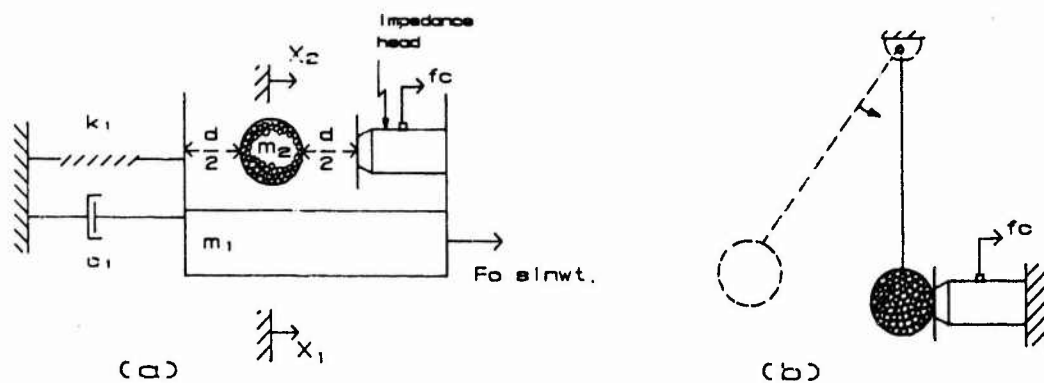 Impedance
head
X2
fc
k1
d/2
m2
d/2
c1
m1
Fo sinwt.
X1
(a)
fc
(b)